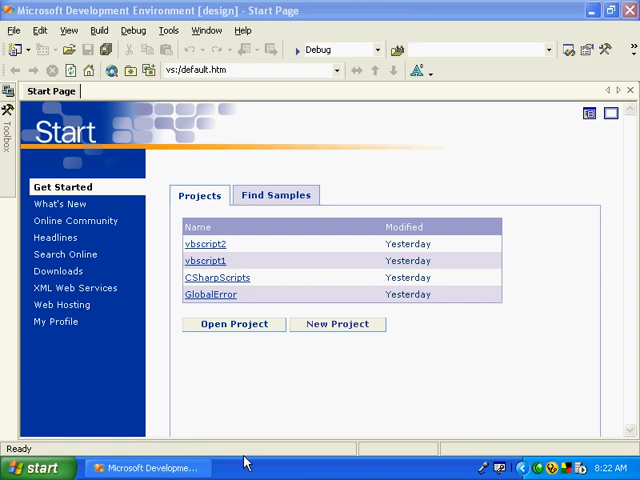 Microsoft Development Environment [design] - Start Page
File Edit View Build Debug Tools Window Help
Debug
vs:/default.htm
Start Page
Toolbox
Start
Get Started
What's New
Online Community
Headlines
Search Online
Downloads
XML Web Services
Web Hosting
My Profile
Projects Find Samples
Name Modified
vbscript2 Yesterday
vbscript1 Yesterday
CSharpScripts Yesterday
GlobalError Yesterday
Open Project New Project
Ready
start Microsoft Developme... 8:22 AM